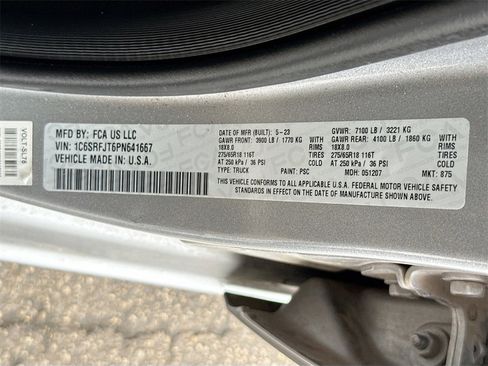 VOLT-SL78
MFD BY: FCA US LLC
VIN: 1C6SRFJT6PN641667
VEHICLE MADE IN U.S.A.
MFD (BUILT): 5-23
GAWR FRONT: 3900 LB / 1770 KG WITH
18X8.0 RIMS
275/65R18 116T
AT 250 kPa / 36 PSI COLD
GVWR: 7100 LB / 3221 KG
GAWR REAR: 4100 LB / 1860 KG WITH
18X8.0 RIMS
275/65R18 116T TIRES
AT 250 kPa / 36 PSI COLD
THIS VEHICLE CONFORMS TO ALL APPLICABLE U.S.A. FEDERAL MOTOR VEHICLE SAFETY
STANDARDS IN EFFECT ON THE DATE OF MANUFACTURE SHOWN ABOVE.
TYPE: TRUCK PAINT: PSC MDH: 051207 MKT: 875